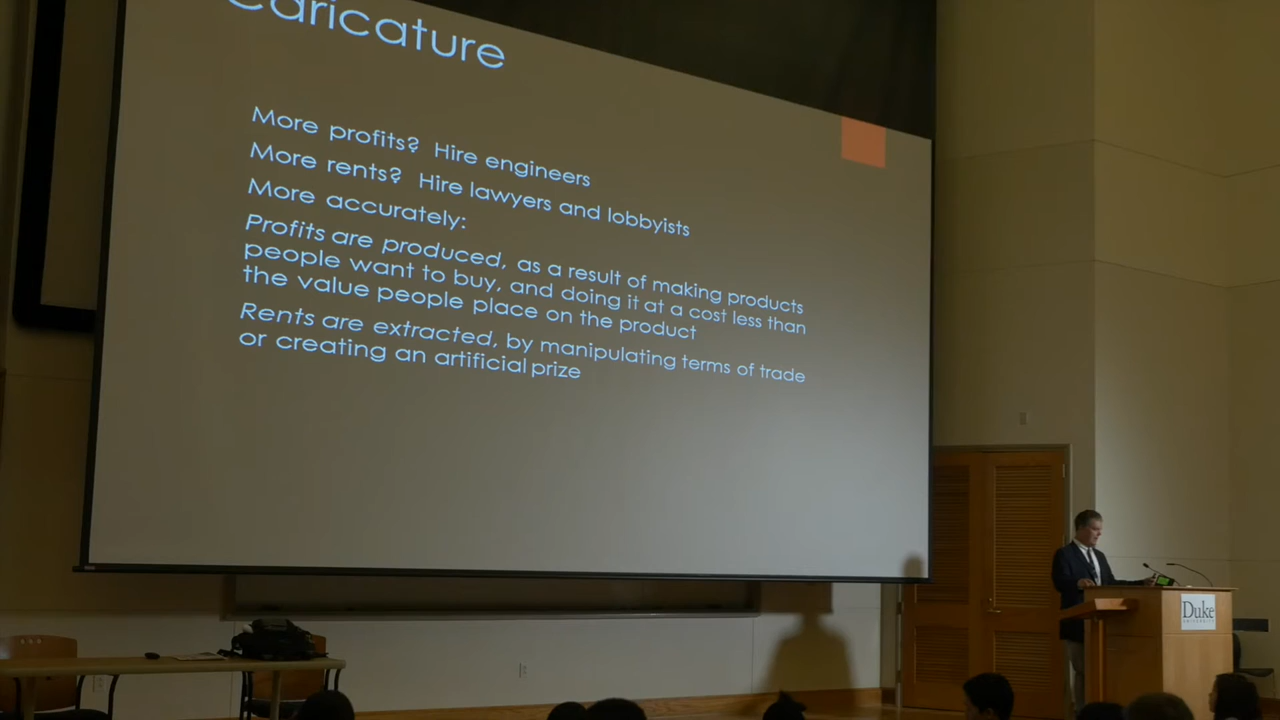 Caricature
More profits? Hire engineers
More rents? Hire lawyers and lobbyists
More accurately:
Profits are produced, as a result of making products
people want to buy, and doing it at a cost less than
the value people place on the product
Rents are extracted, by manipulating terms of trade
or creating an artificial prize
Duke
UNIVERSITY